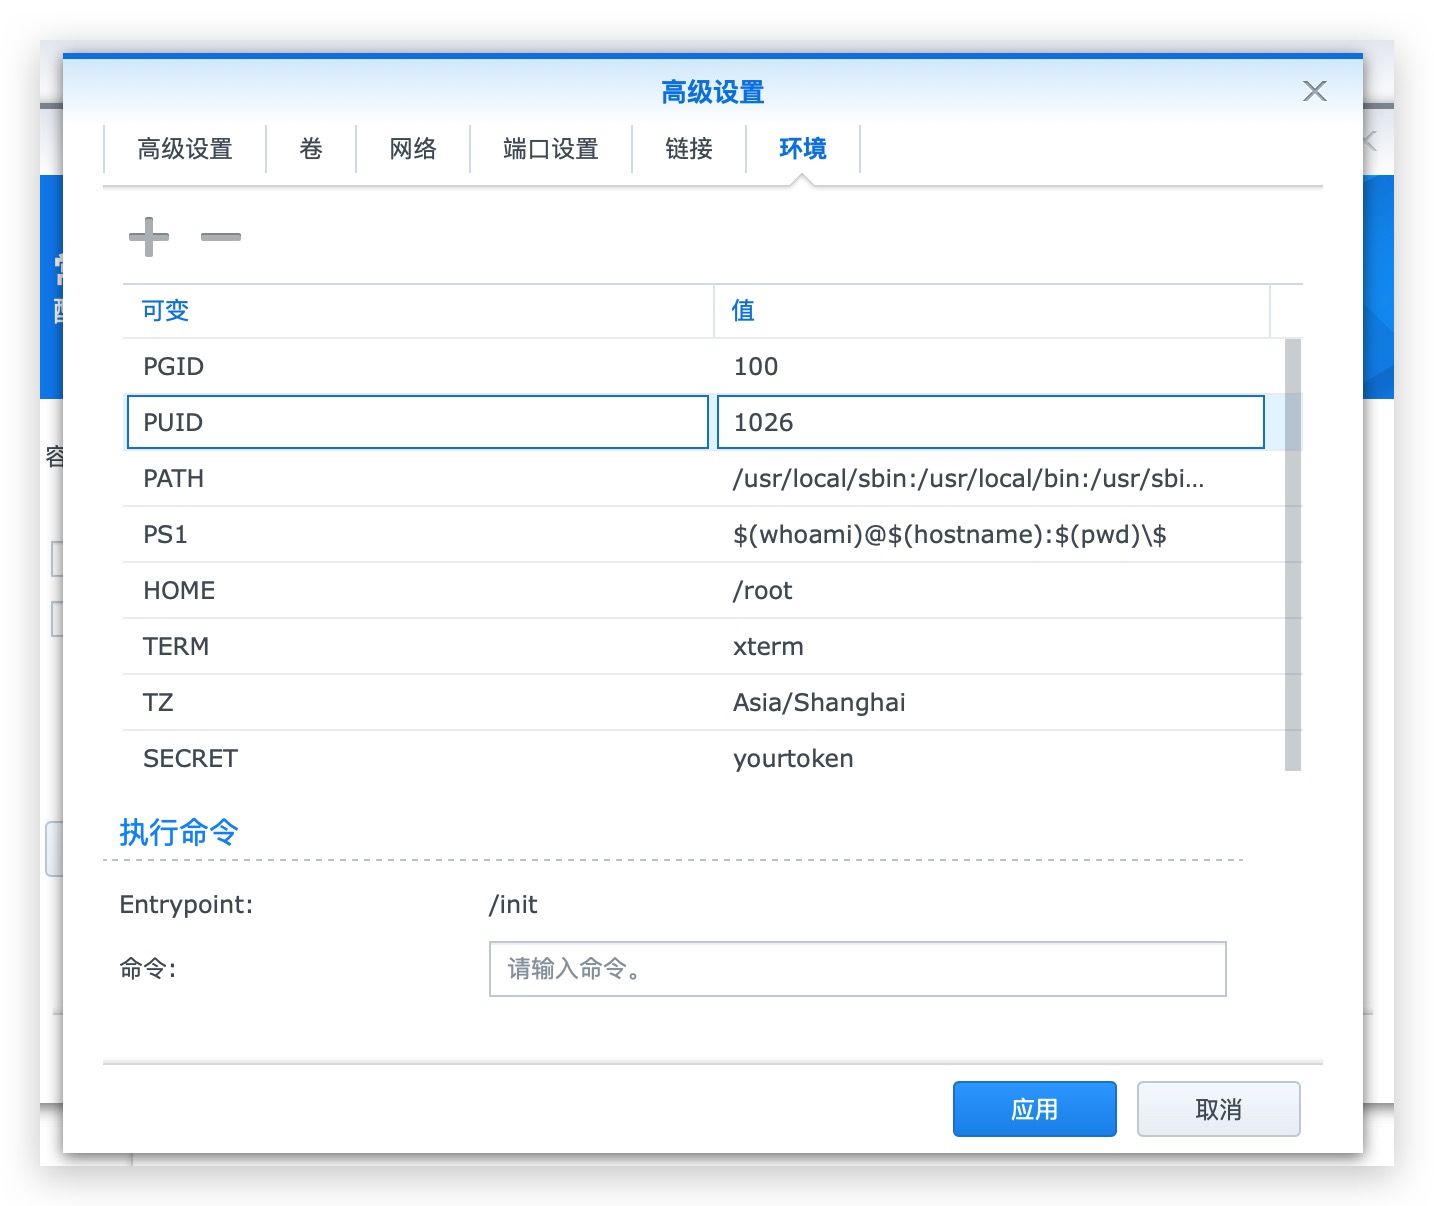 高级设置
高级设置 卷 网络 端口设置 链接 环境
可变 值
PGID 100
PUID 1026
PATH /usr/local/sbin:/usr/local/bin:/usr/sbi...
PS1 $(whoami)@$(hostname):$(pwd)\$
HOME /root
TERM xterm
TZ Asia/Shanghai
SECRET yourtoken
执行命令
Entrypoint: /init
命令: 请输入命令。
应用 取消